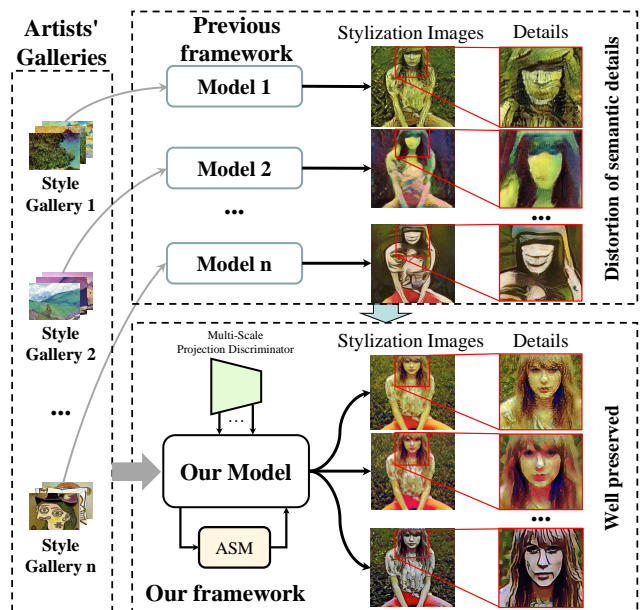 Artists'
Galleries
Style
Gallery 1
Style
Gallery 2
...
Style
Gallery n
Previous
framework
Stylization Images
Details
Model 1
Model 2
...
Model n
...
Distortion of semantic details
Multi-Scale
Projection Discriminator
Stylization Images
Details
...
Our Model
ASM
Our framework
...
Well preserved